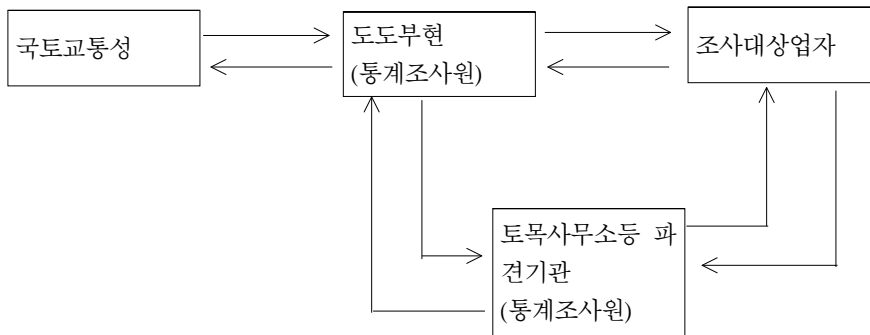 국토교통성
도도부현
(통계조사원)
조사대상업자
토목사무소등 파
견기관
(통계조사원)